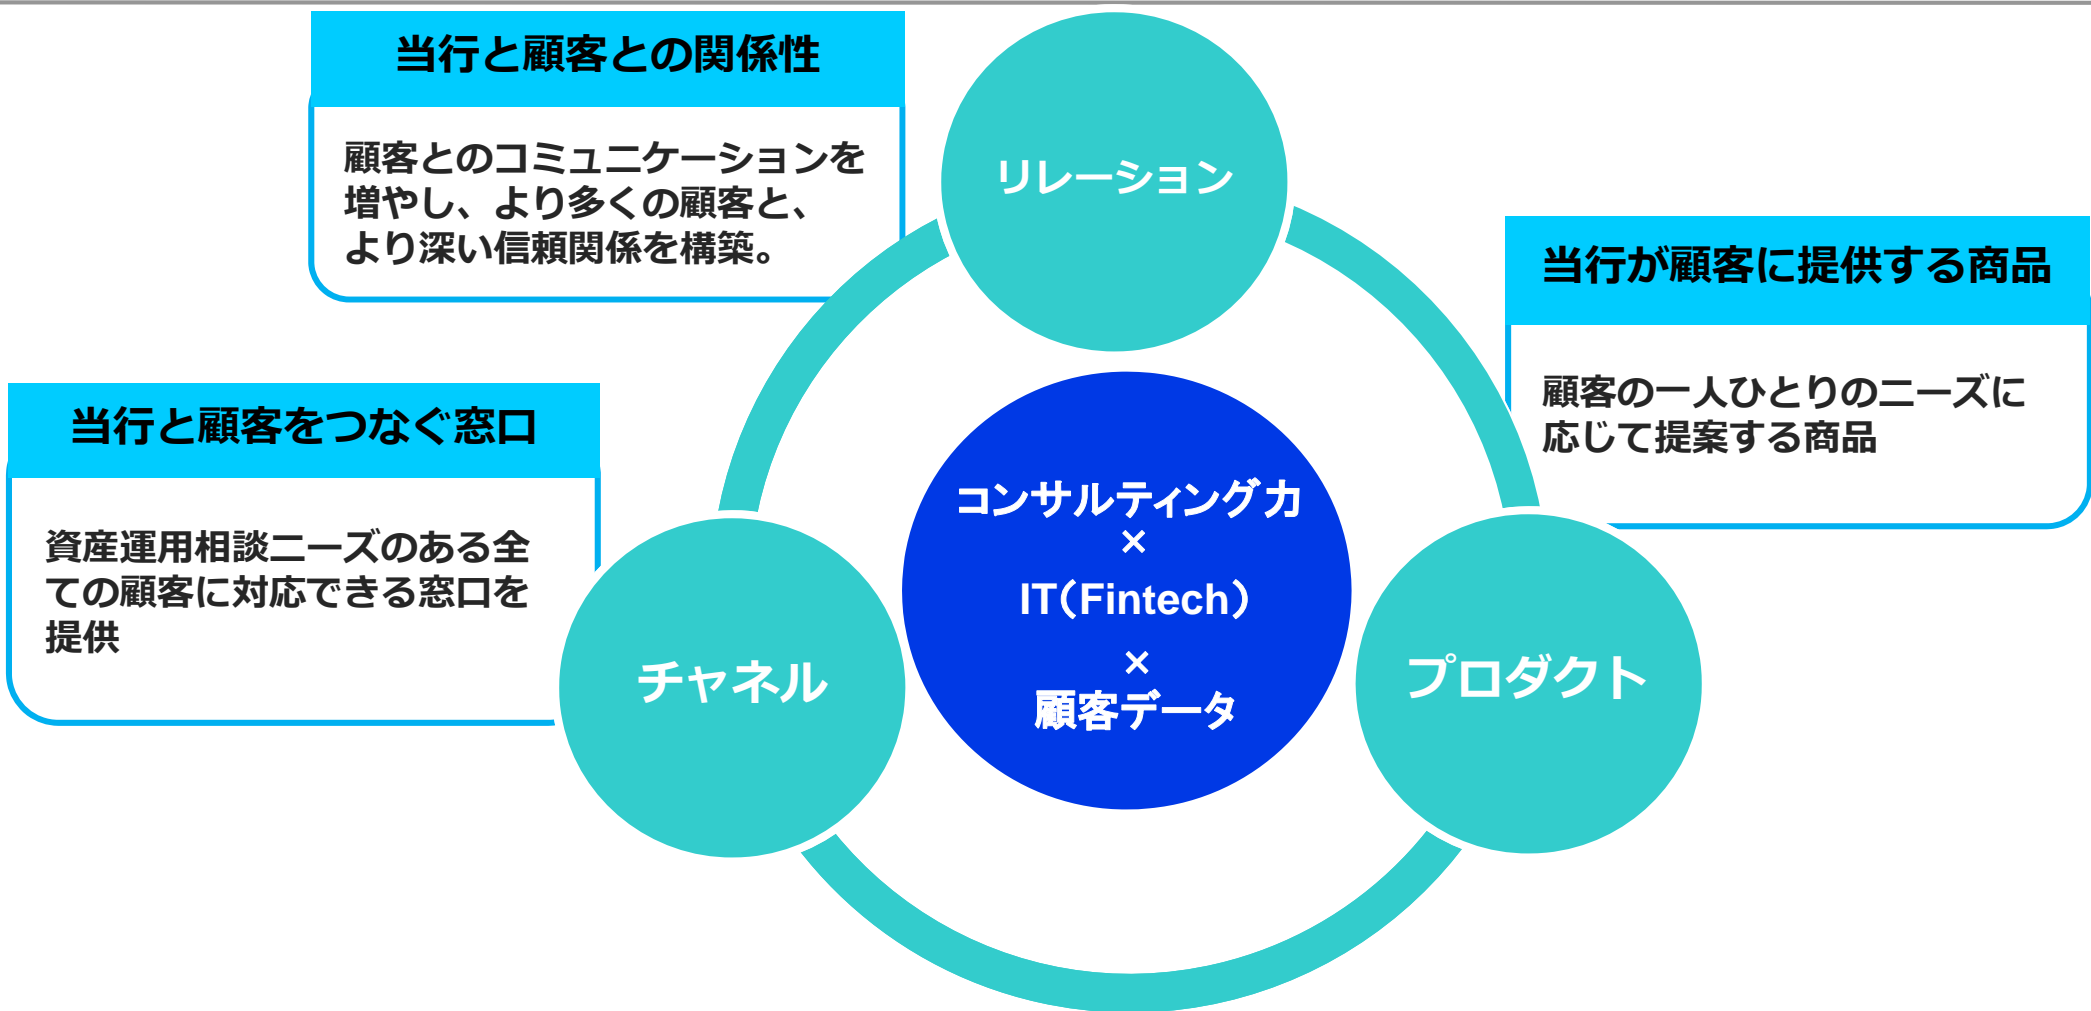 当行と顧客との関係性
顧客とのコミュニケーションを
増やし、より多くの顧客と、
より深い信頼関係を構築。
リレーション
当行が顧客に提供する商品
顧客の一人ひとりのニーズに
応じて提案する商品
当行と顧客をつなぐ窓口
資産運用相談ニーズのある全
ての顧客に対応できる窓口を
提供
コンサルティング力
×
IT(Fintech)
×
顧客データ
チャネル
プロダクト